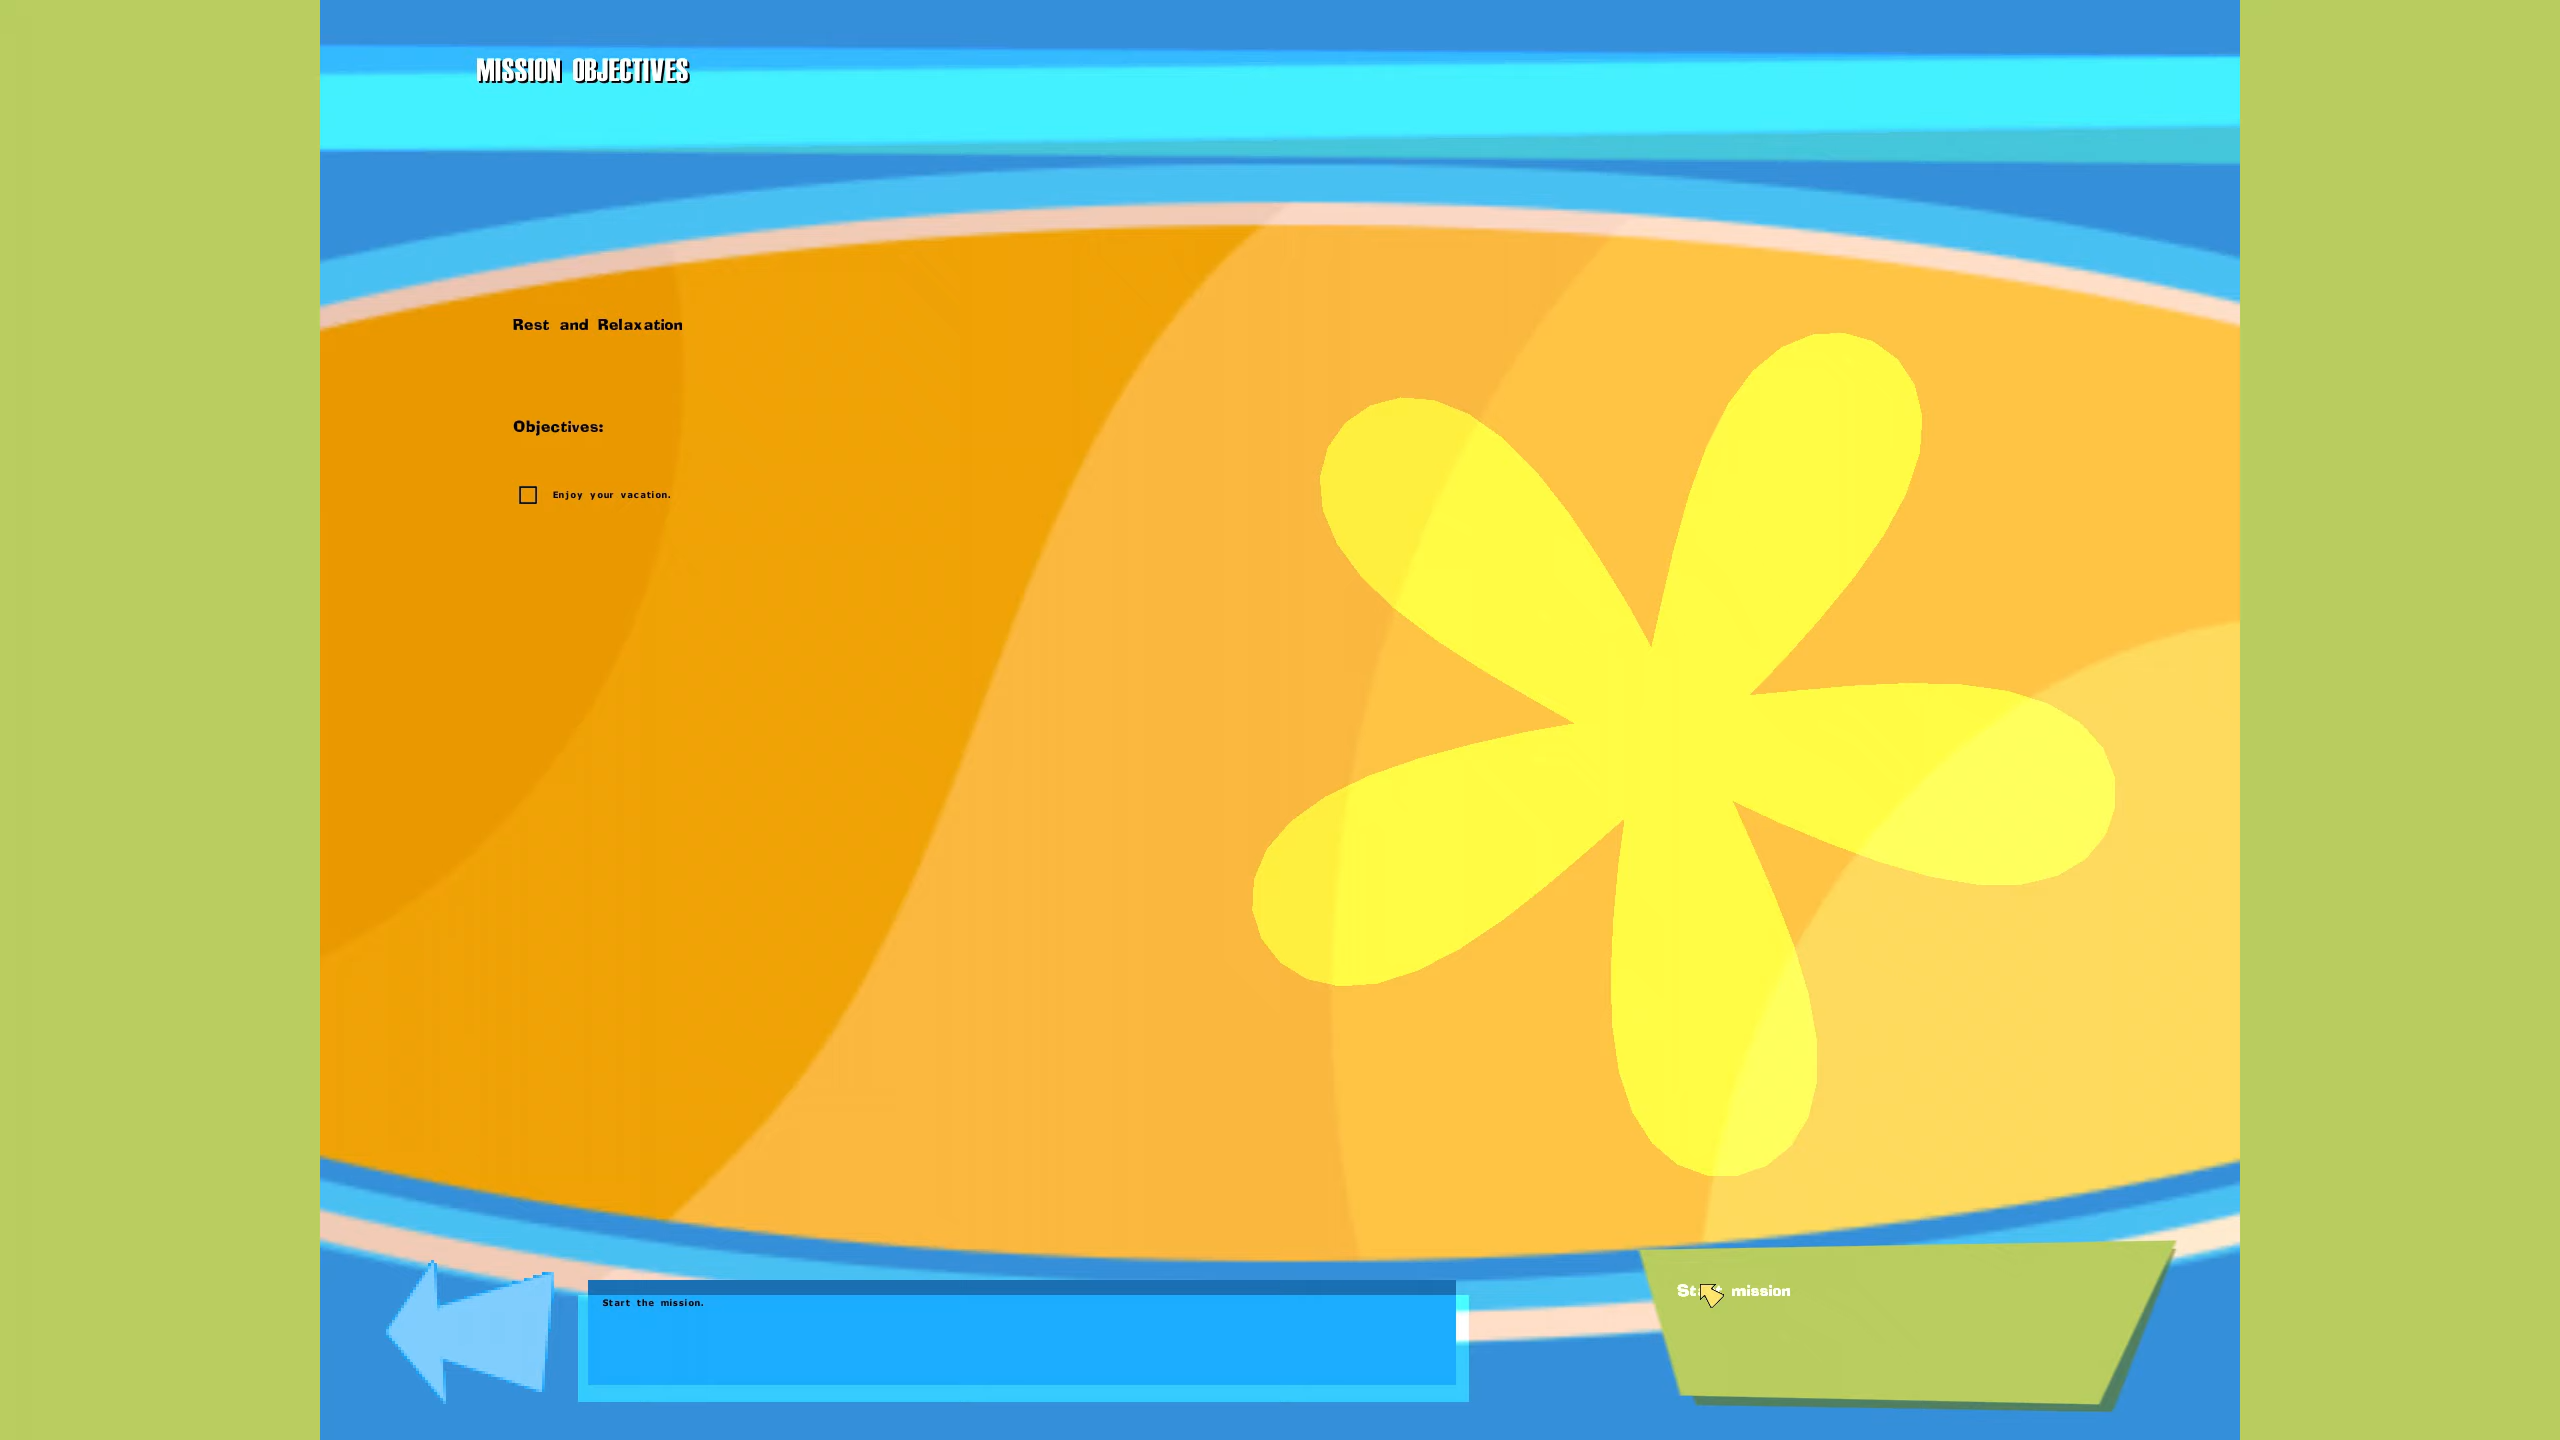 MISSION OBJECTIVES
Rest and Relaxation
Objectives:
Enjoy your vacation.
Start the mission.
mission